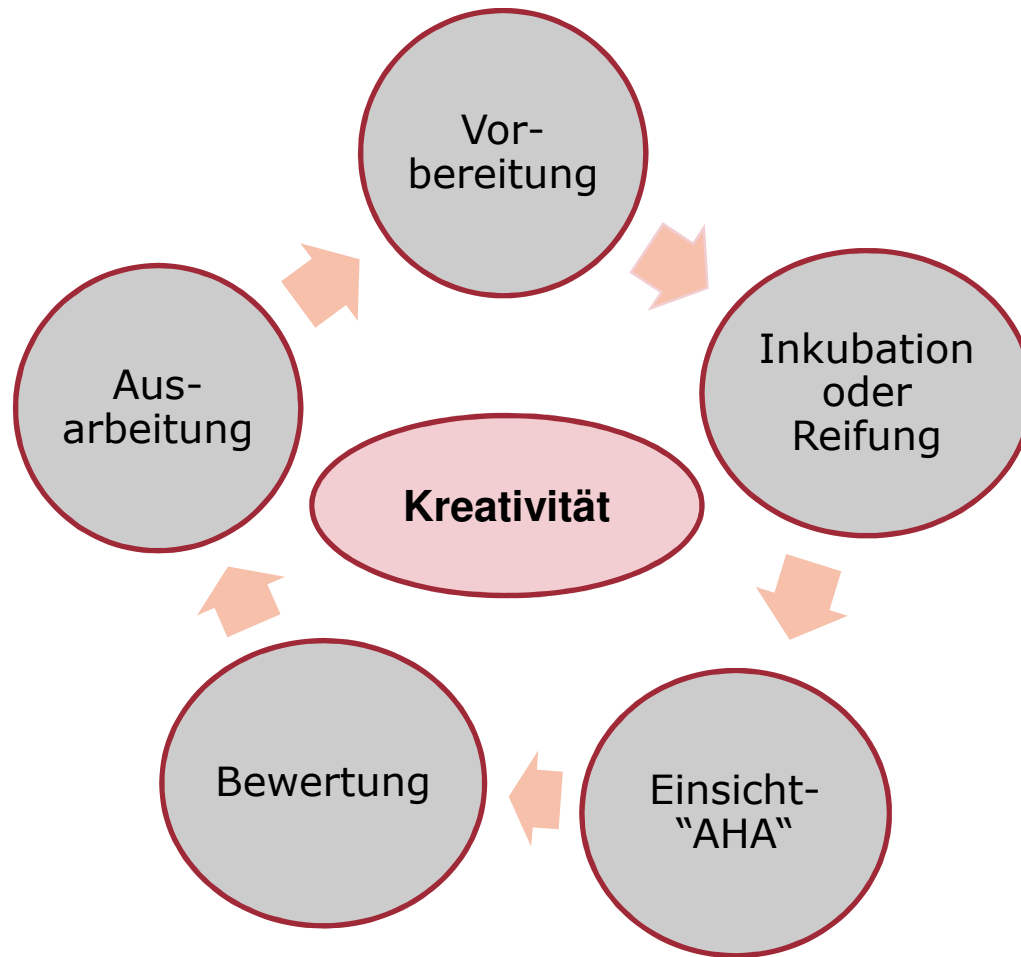 Vor-
bereitung
Inkubation
oder
Reifung
Einsicht-
“AHA“
Bewertung
Aus-
arbeitung
Kreativität